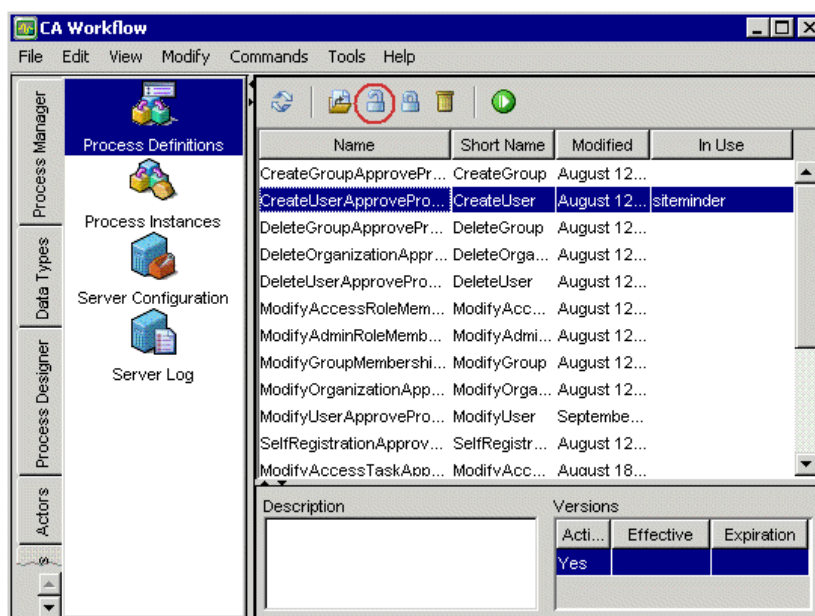 CA Workflow
File Edit View Modify Commands Tools Help
Process Manager
Data Types
Process Designer
Actors
Process Definitions
Process Instances
Server Configuration
Server Log
Name Short Name Modified In Use
CreateGroupApprovePr... CreateGroup August 12...
CreateUserApprovePro... CreateUser August 12... siteminder
DeleteGroupApprovePr... DeleteGroup August 12...
DeleteOrganizationAppr... DeleteOrga... August 12...
DeleteUserApprovePro... DeleteUser August 12...
ModifyAccessRoleMem... ModifyAcc... August 12...
ModifyAdminRoleMemb... ModifyAdmi... August 12...
ModifyGroupMembershi... ModifyGroup August 12...
ModifyOrganizationApp... ModifyOrga... August 12...
ModifyUserApprovePro... ModifyUser Septembe...
SelfRegistrationApprov... SelfRegistr... August 12...
ModifyAccessTaskApp... ModifyAcc... August 18...
Description
Versions
Acti... Effective Expiration
Yes